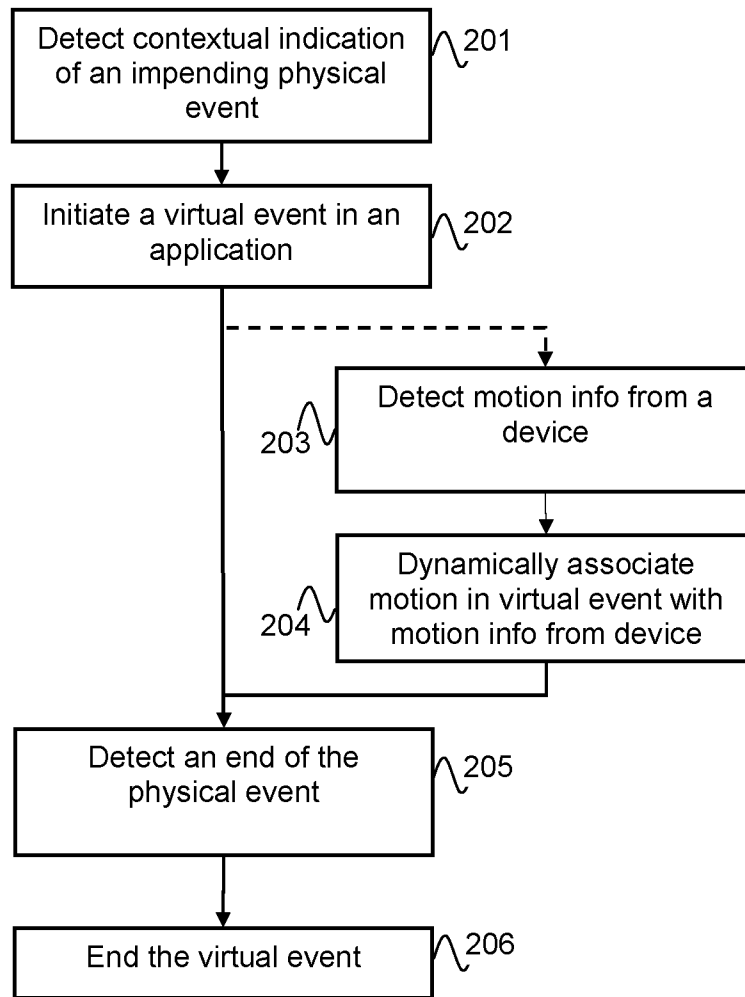 Detect contextual indication
of an impending physical
event
201
Initiate a virtual event in an
application
202
Detect motion info from a
device
203
Dynamically associate
motion in virtual event with
motion info from device
204
Detect an end of the
physical event
205
End the virtual event
206